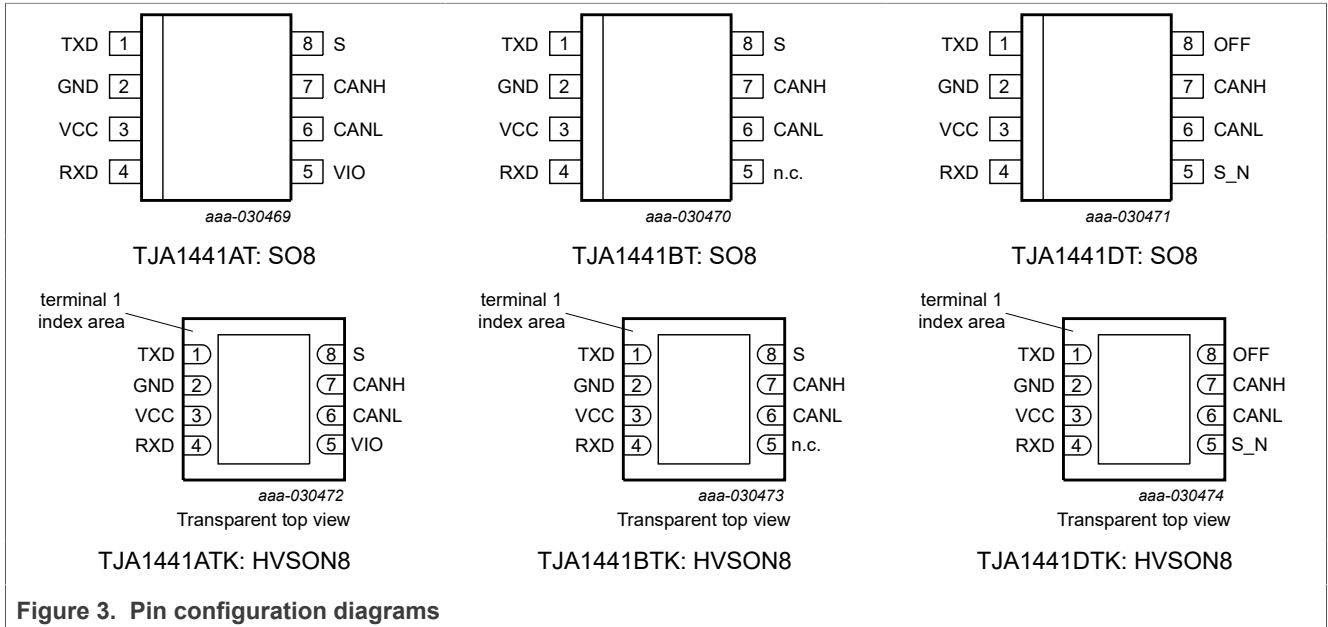 TXD 1 8 S
GND 2 7 CANH
VCC 3 6 CANL
RXD 4 5 VIO
aaa-030469
TJA1441AT: SO8
TXD 1 8 S
GND 2 7 CANH
VCC 3 6 CANL
RXD 4 5 n.c.
aaa-030470
TJA1441BT: SO8
TXD 1 8 OFF
GND 2 7 CANH
VCC 3 6 CANL
RXD 4 5 S_N
aaa-030471
TJA1441DT: SO8
terminal 1
index area
TXD 1 8 S
GND 2 7 CANH
VCC 3 6 CANL
RXD 4 5 VIO
aaa-030472
Transparent top view
TJA1441ATK: HVSON8
terminal 1
index area
TXD 1 8 S
GND 2 7 CANH
VCC 3 6 CANL
RXD 4 5 n.c.
aaa-030473
Transparent top view
TJA1441BTK: HVSON8
terminal 1
index area
TXD 1 8 OFF
GND 2 7 CANH
VCC 3 6 CANL
RXD 4 5 S_N
aaa-030474
Transparent top view
TJA1441DTK: HVSON8
Figure 3. Pin configuration diagrams